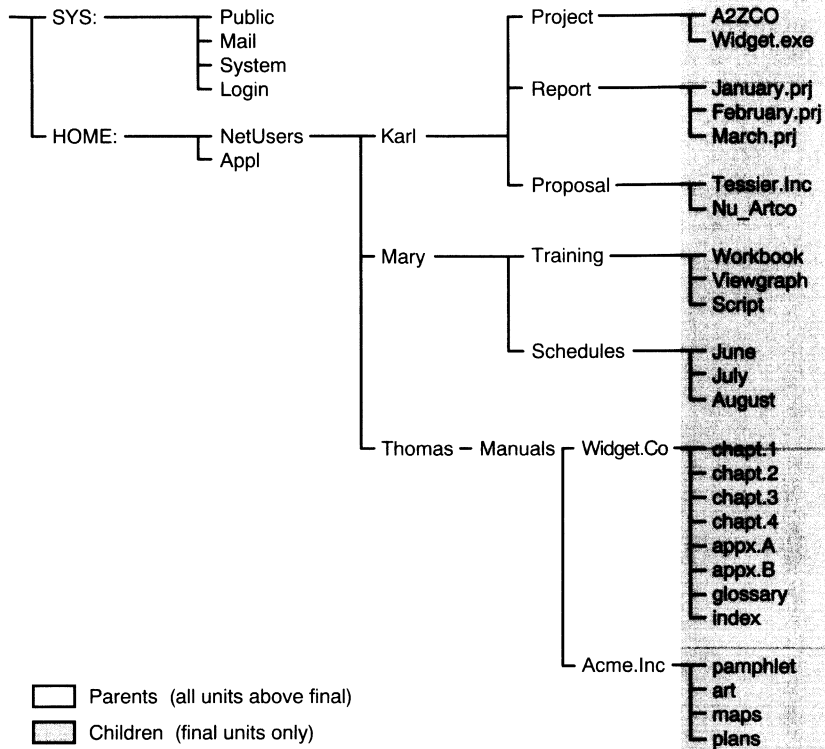 SYS: Public Project A2ZCO
Mail Widget.exe
System
Login Report January.prj
February.prj
HOME: NetUsers Karl March.prj
Appl
Proposal Tessier.Inc
Nu_Artco
Mary Training Workbook
Viewgraph
Script
Schedules June
July
August
Thomas Manuals Widget.Co chapt.1
chapt.2
chapt.3
chapt.4
appx.A
appx.B
glossary
index
Acme.Inc pamphlet
Parents (all units above final) art
maps
Children (final units only) plans